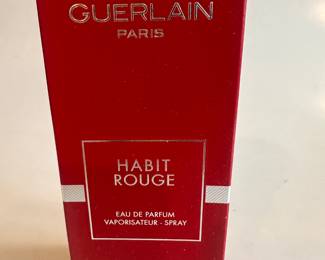 GUERLAIN
PARIS
HABIT
ROUGE
EAU DE PARFUM
VAPORISATEUR - SPRAY